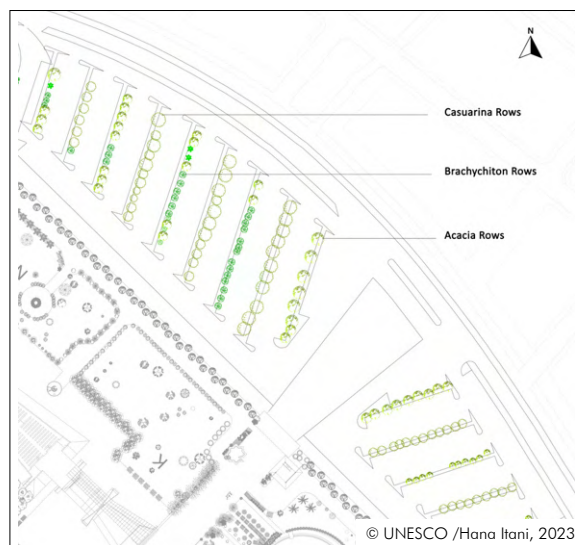 N
Casuarina Rows
Brachychiton Rows
Acacia Rows
K
© UNESCO /Hana Itani, 2023